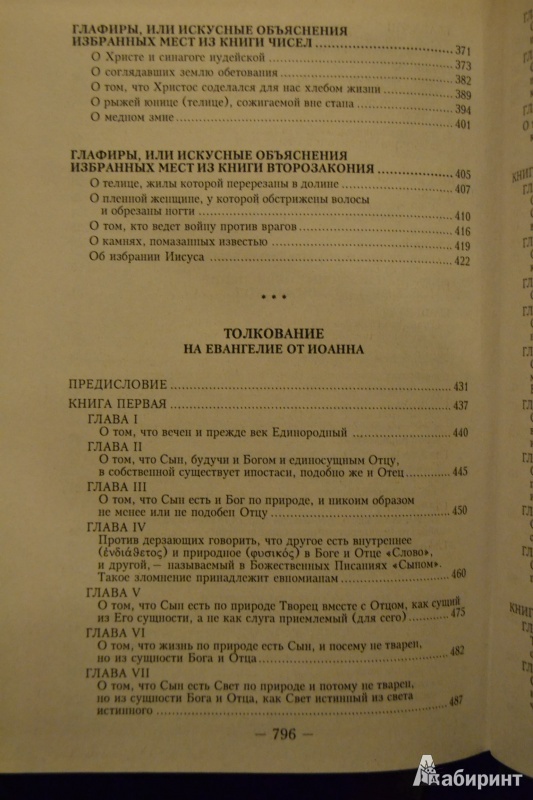 ГЛАФИРЫ, ИЛИ ИСКУСНЫЕ ОБЪЯСНЕНИЯ
ИЗБРАННЫХ МЕСТ ИЗ КНИГИ ЧИСЕЛ 371
О Христе и синагоге иудейской 373
О соглядавших землю обетования 382
О том, что Христос соделался для нас хлебом жизни 389
О рыжей юнице (телице), сожигаемой вне стана 394
О медном змие 401
ГЛАФИРЫ, ИЛИ ИСКУСНЫЕ ОБЪЯСНЕНИЯ
ИЗБРАННЫХ МЕСТ ИЗ КНИГИ ВТОРОЗАКОНИЯ 405
О телице, жилы которой перерезаны в долине 407
О пленной женщине, у которой обстрижены волосы
и обрезаны ногти 410
О том, кто ведет войну против врагов 416
О камнях, помазанных известью 419
Об избрании Иисуса 422
• • •
ТОЛКОВАНИЕ
НА ЕВАНГЕЛИЕ ОТ ИОАННА
ПРЕДИСЛОВИЕ 431
КНИГА ПЕРВАЯ 437
ГЛАВА I
О том, что вечен и прежде век Единородный 440
ГЛАВА II
О том, что Сын, будучи и Богом и единосущным Отцу,
в собственной существует ипостаси, подобно же и Отец 445
ГЛАВА III
О том, что Сын есть и Бог по природе, и никоим образом
не менее или не подобен Отцу 450
ГЛАВА IV
Против дерзающих говорить, что другое есть внутреннее
(ἐνδιάθετος) и природное (φυσικός) в Боге и Отце «Слово»,
и другой, – называемый в Божественных Писаниях «Сыном».
Такое зломнение принадлежит евномианам 460
ГЛАВА V
О том, что Сын есть по природе Творец вместе с Отцом, как сущий
из Его сущности, а не как слуга приемлемый (для сего) 475
ГЛАВА VI
О том, что жизнь по природе есть Сын, и посему не тварен,
но из сущности Бога и Отца 482
ГЛАВА VII
О том, что Сын есть Свет по природе и потому не тварен,
но из сущности Бога и Отца, как Свет истинный из света
истинного 487
– 796 –
Лабиринт